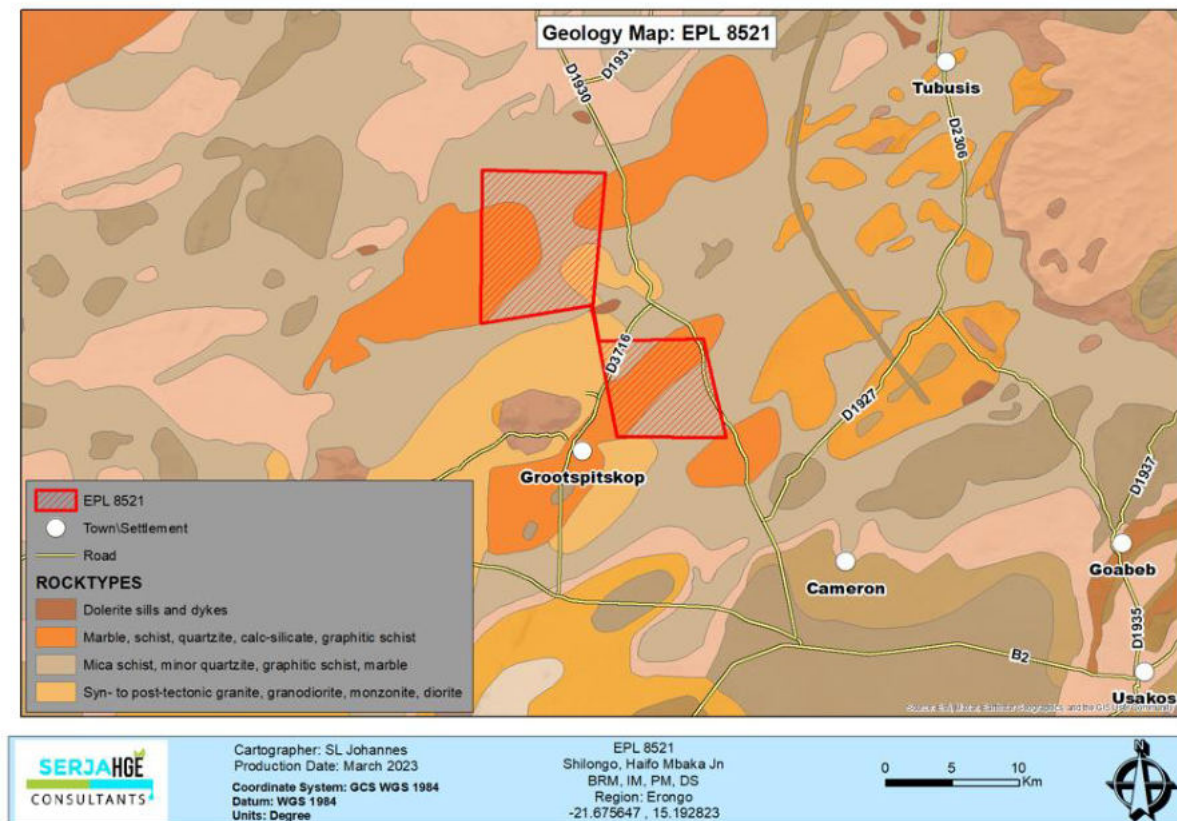 Geology Map: EPL 8521
D1930
D1937
Tubusis
D2306
D3716
D1927
Grootspitskop
D1937
Goabeb
Cameron
D1935
B2
Usakos
EPL 8521
Town\Settlement
Road
ROCKTYPES
Dolerite sills and dykes
Marble, schist, quartzite, calc-silicate, graphitic schist
Mica schist, minor quartzite, graphitic schist, marble
Syn- to post-tectonic granite, granodiorite, monzonite, diorite
SERJA HGE
CONSULTANTS
Cartographer: SL Johannes
Production Date: March 2023
Coordinate System: GCS WGS 1984
Datum: WGS 1984
Units: Degree
EPL 8521
Shilongo, Haifo Mbaka Jn
BRM, IM, PM, DS
Region: Erongo
-21.675647 , 15.192823
0 5 10
Km
N